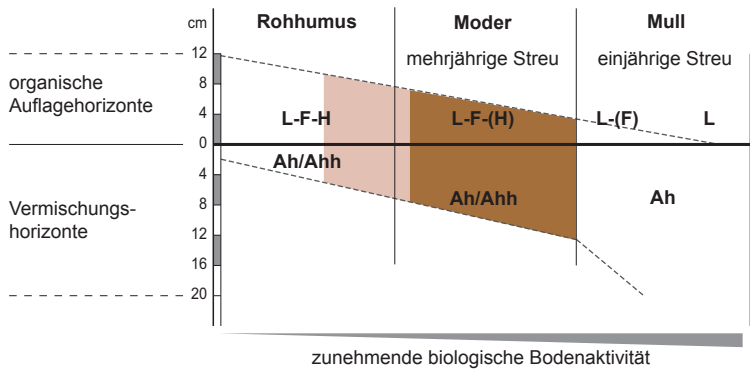 cm Rohhumus Moder Mull
12 mehrjährige Streu einjährige Streu
organische 8
Auflagehorizonte 4 L-F-H L-F-(H) L-(F) L
0
Ah/Ahh
4
Vermischungs- 8 Ah/Ahh Ah
horizonte 12
16
20
zunehmende biologische Bodenaktivität